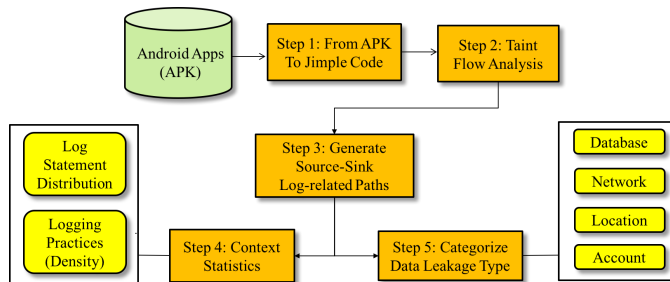 Android Apps
(APK)
Step 1: From APK
To Jimple Code
Step 2: Taint
Flow Analysis
Step 3: Generate
Source-Sink
Log-related Paths
Log
Statement
Distribution
Logging
Practices
(Density)
Step 4: Context
Statistics
Step 5: Categorize
Data Leakage Type
Database
Network
Location
Account